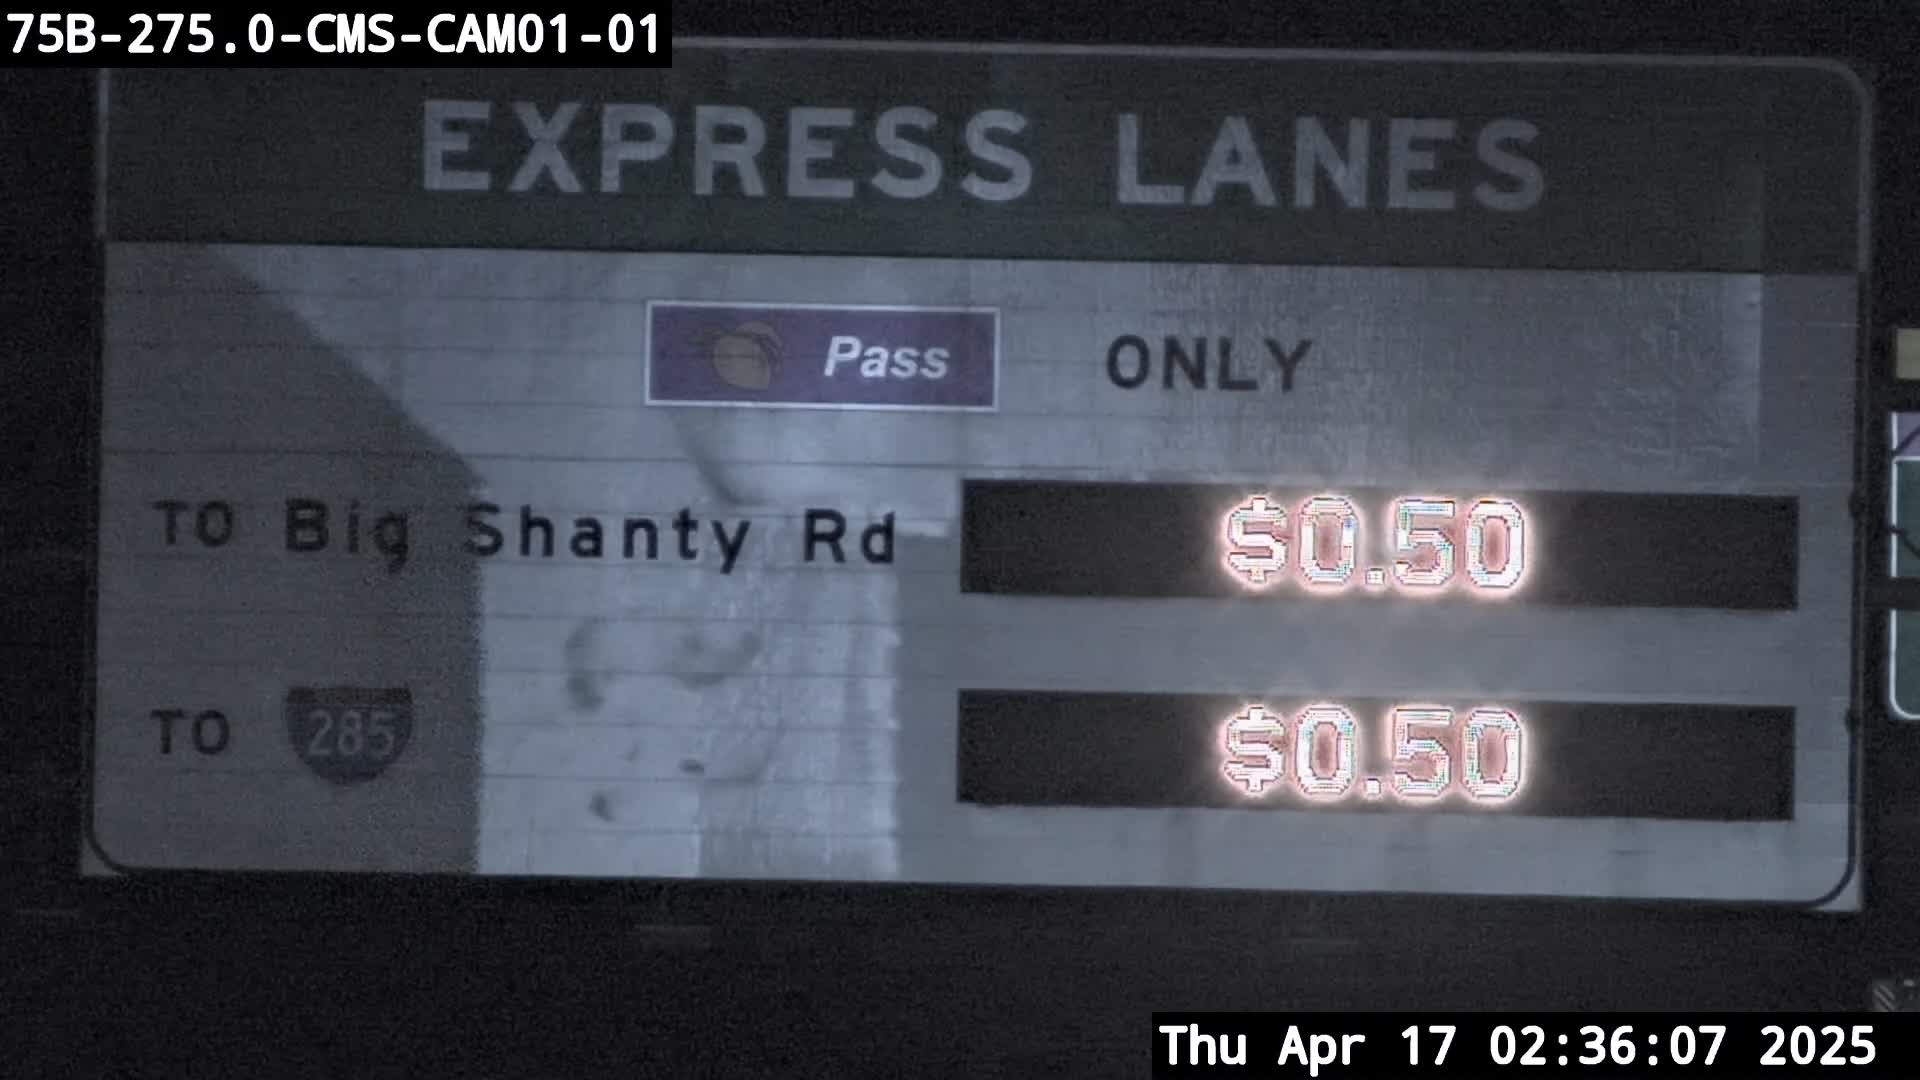 75B-275.0-CMS-CAM01-01
EXPRESS LANES
Pass ONLY
TO Big Shanty Rd $0.50
TO 285 $0.50
Thu Apr 17 02:36:07 2025